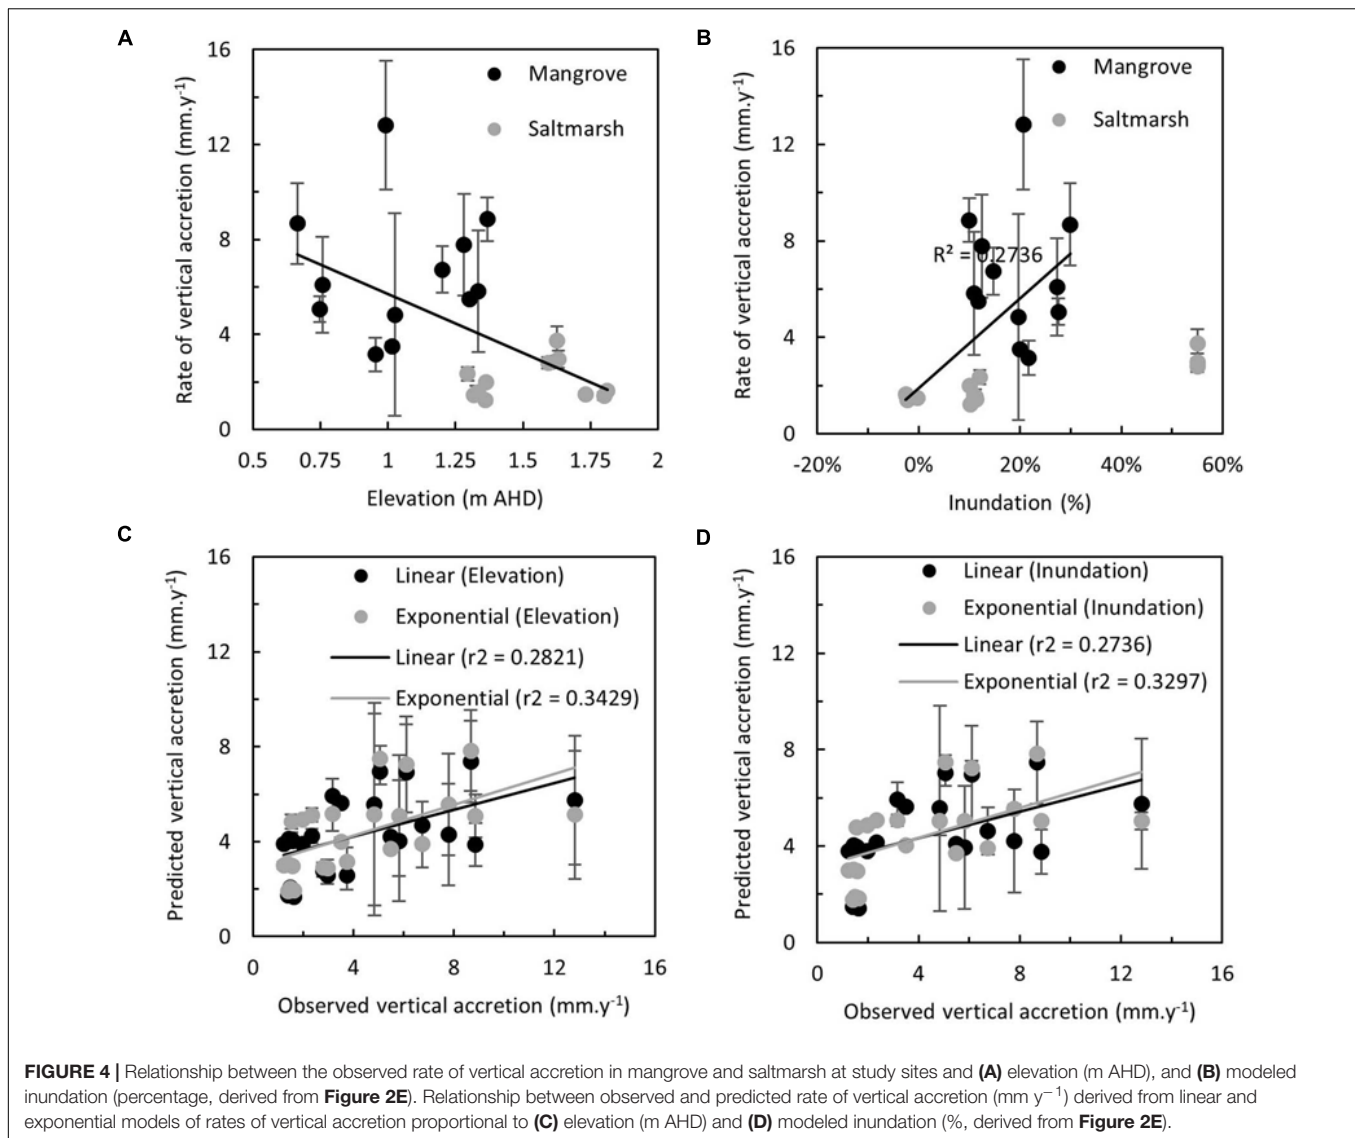 A
16
12
8
4
0
Rate of vertical accretion (mm.y-1)
Mangrove
Saltmarsh
0.5 0.75 1 1.25 1.5 1.75 2
Elevation (m AHD)
B
16
12
8
4
0
Rate of vertical accretion (mm.y-1)
Mangrove
Saltmarsh
R² = 0.2736
-20% 0% 20% 40% 60%
Inundation (%)
C
16
12
8
4
0
Predicted vertical accretion (mm.y-1)
Linear (Elevation)
Exponential (Elevation)
Linear (r2 = 0.2821)
Exponential (r2 = 0.3429)
0 4 8 12 16
Observed vertical accretion (mm.y-1)
D
16
12
8
4
0
Predicted vertical accretion (mm.y-1)
Linear (Inundation)
Exponential (Inundation)
Linear (r2 = 0.2736)
Exponential (r2 = 0.3297)
0 4 8 12 16
Observed vertical accretion (mm.y-1)
FIGURE 4 | Relationship between the observed rate of vertical accretion in mangrove and saltmarsh at study sites and (A) elevation (m AHD), and (B) modeled
inundation (percentage, derived from Figure 2E). Relationship between observed and predicted rate of vertical accretion (mm y−1) derived from linear and
exponential models of rates of vertical accretion proportional to (C) elevation (m AHD) and (D) modeled inundation (%, derived from Figure 2E).